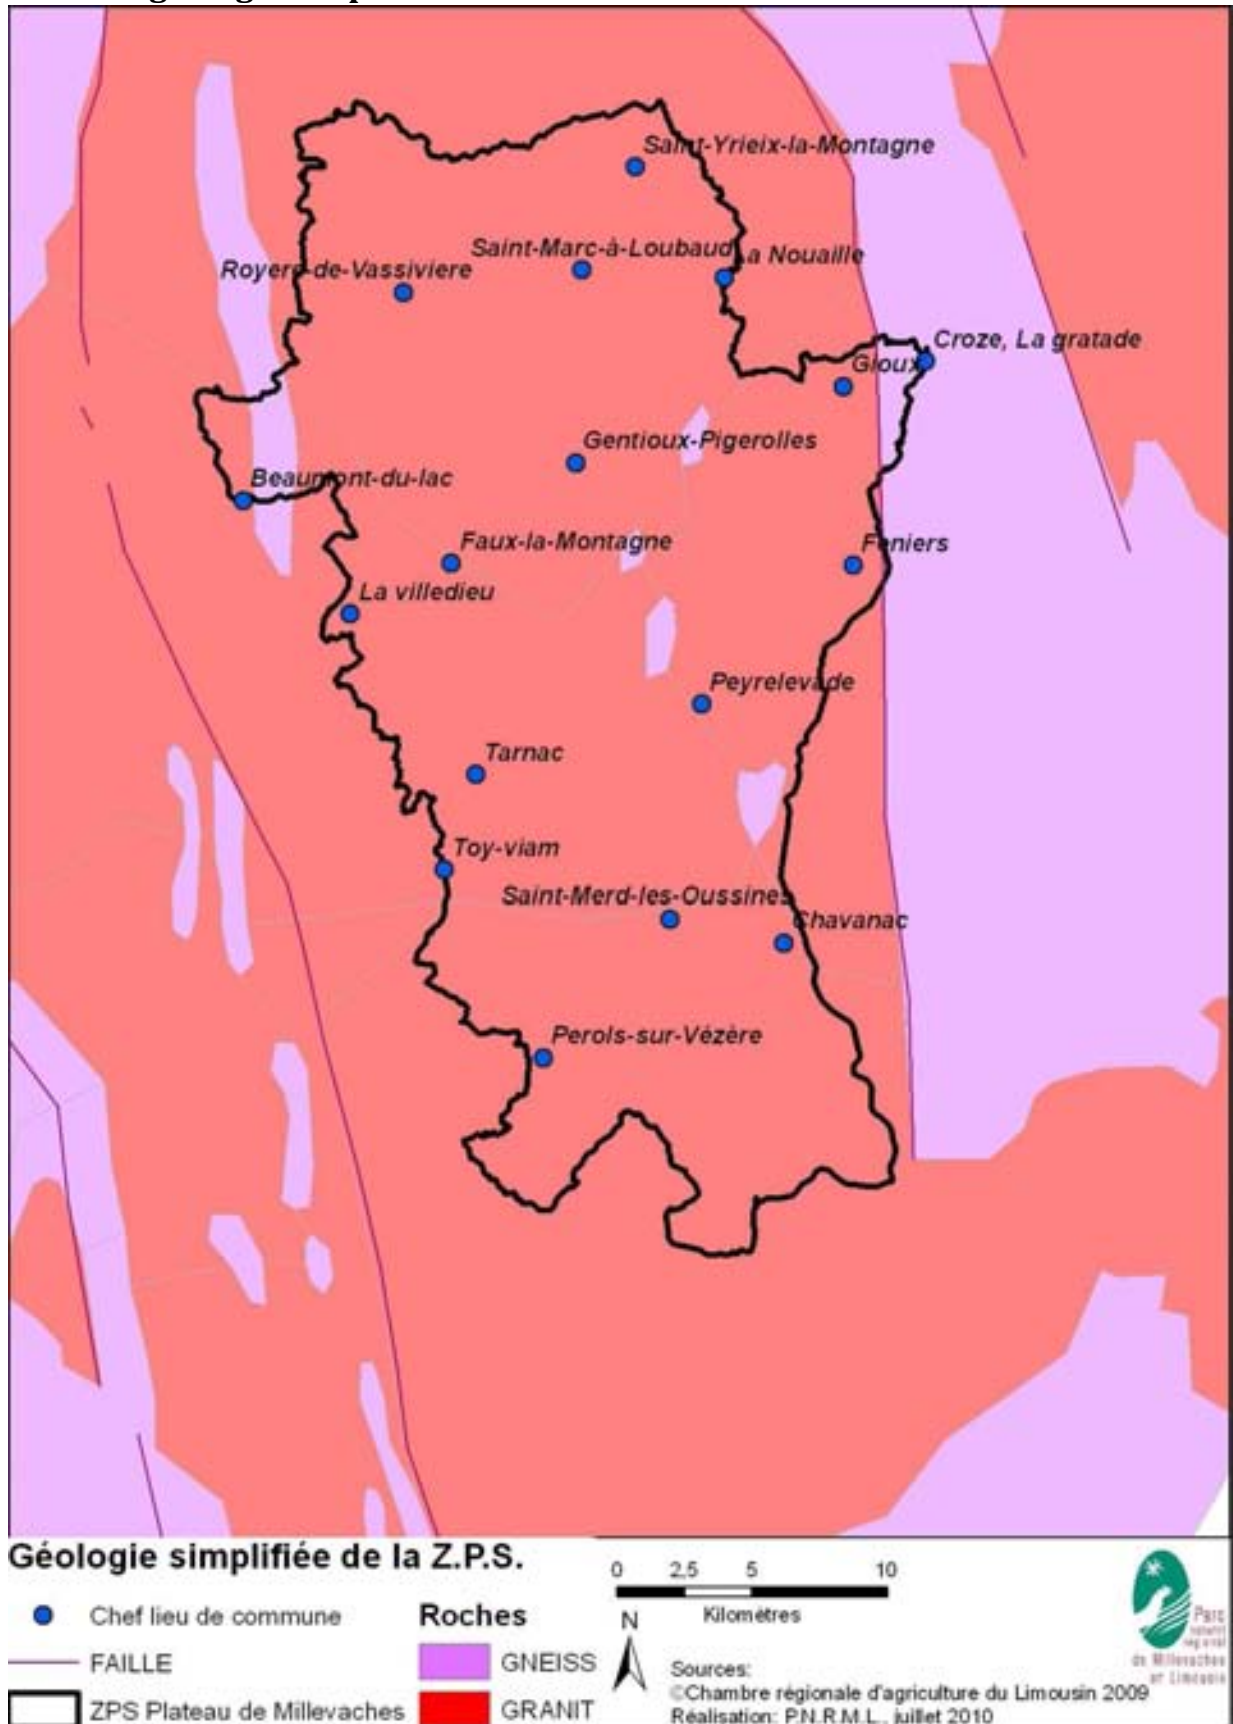 Saint-Yrieix-la-Montagne
Saint-Marc-à-Loubaud
La Nouaille
Royere-de-Vassiviere
Croze, La gratade
Gioux
Gentioux-Pigerolles
Beaumont-du-lac
Faux-la-Montagne
Feniers
La villedieu
Peyrelevade
Tarnac
Toy-viam
Saint-Merd-les-Oussines
Chavanac
Perols-sur-Vézère
Géologie simplifiée de la Z.P.S.
Chef lieu de commune
FAILLE
ZPS Plateau de Millevaches
Roches
GNEISS
GRANIT
0 2,5 5 10
Kilomètres
N
Sources:
©Chambre régionale d'agriculture du Limousin 2009
Réalisation: P.N.R.M.L., juillet 2010
Parc
naturel
régional
de Millevaches
en Limousin